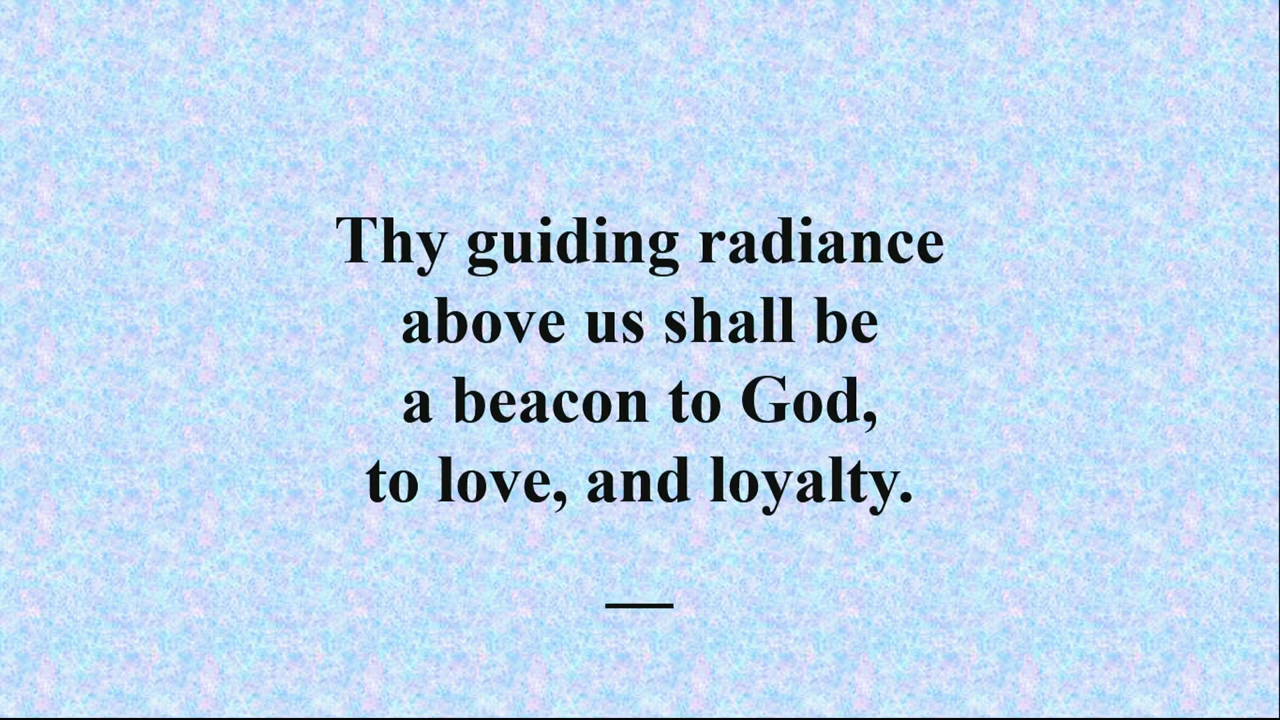 Thy guiding radiance
above us shall be
a beacon to God,
to love, and loyalty.